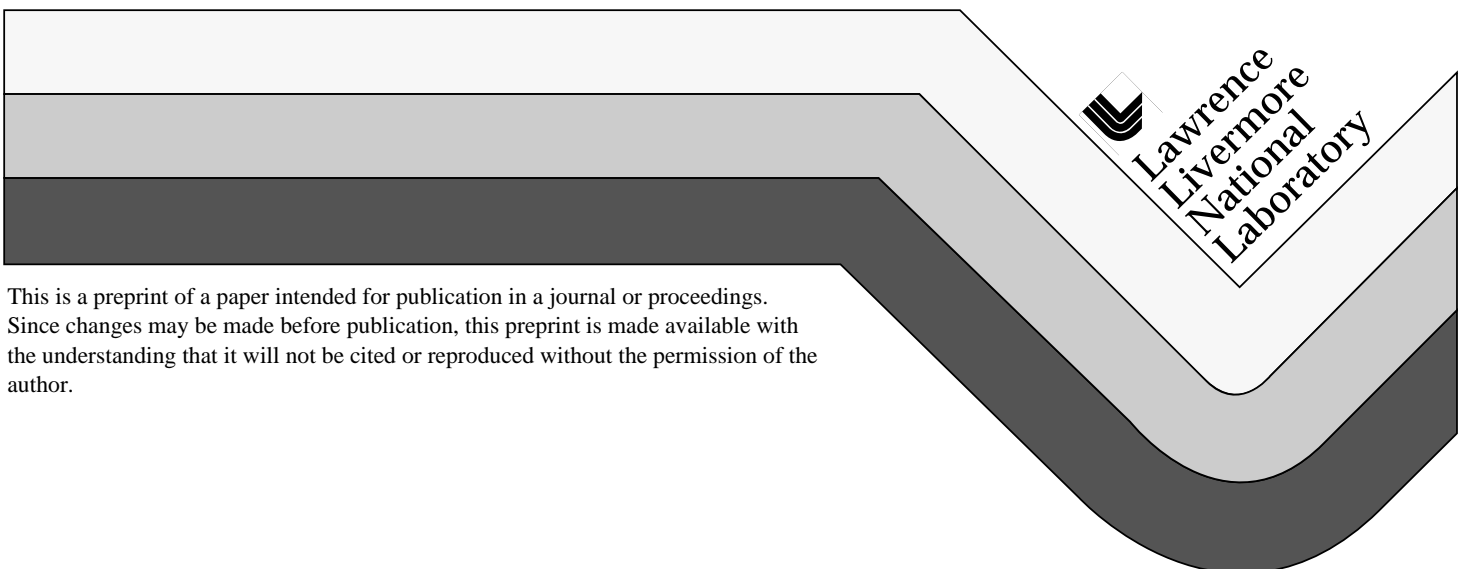 Lawrence
Livermore
National
Laboratory
This is a preprint of a paper intended for publication in a journal or proceedings.
Since changes may be made before publication, this preprint is made available with
the understanding that it will not be cited or reproduced without the permission of the
author.